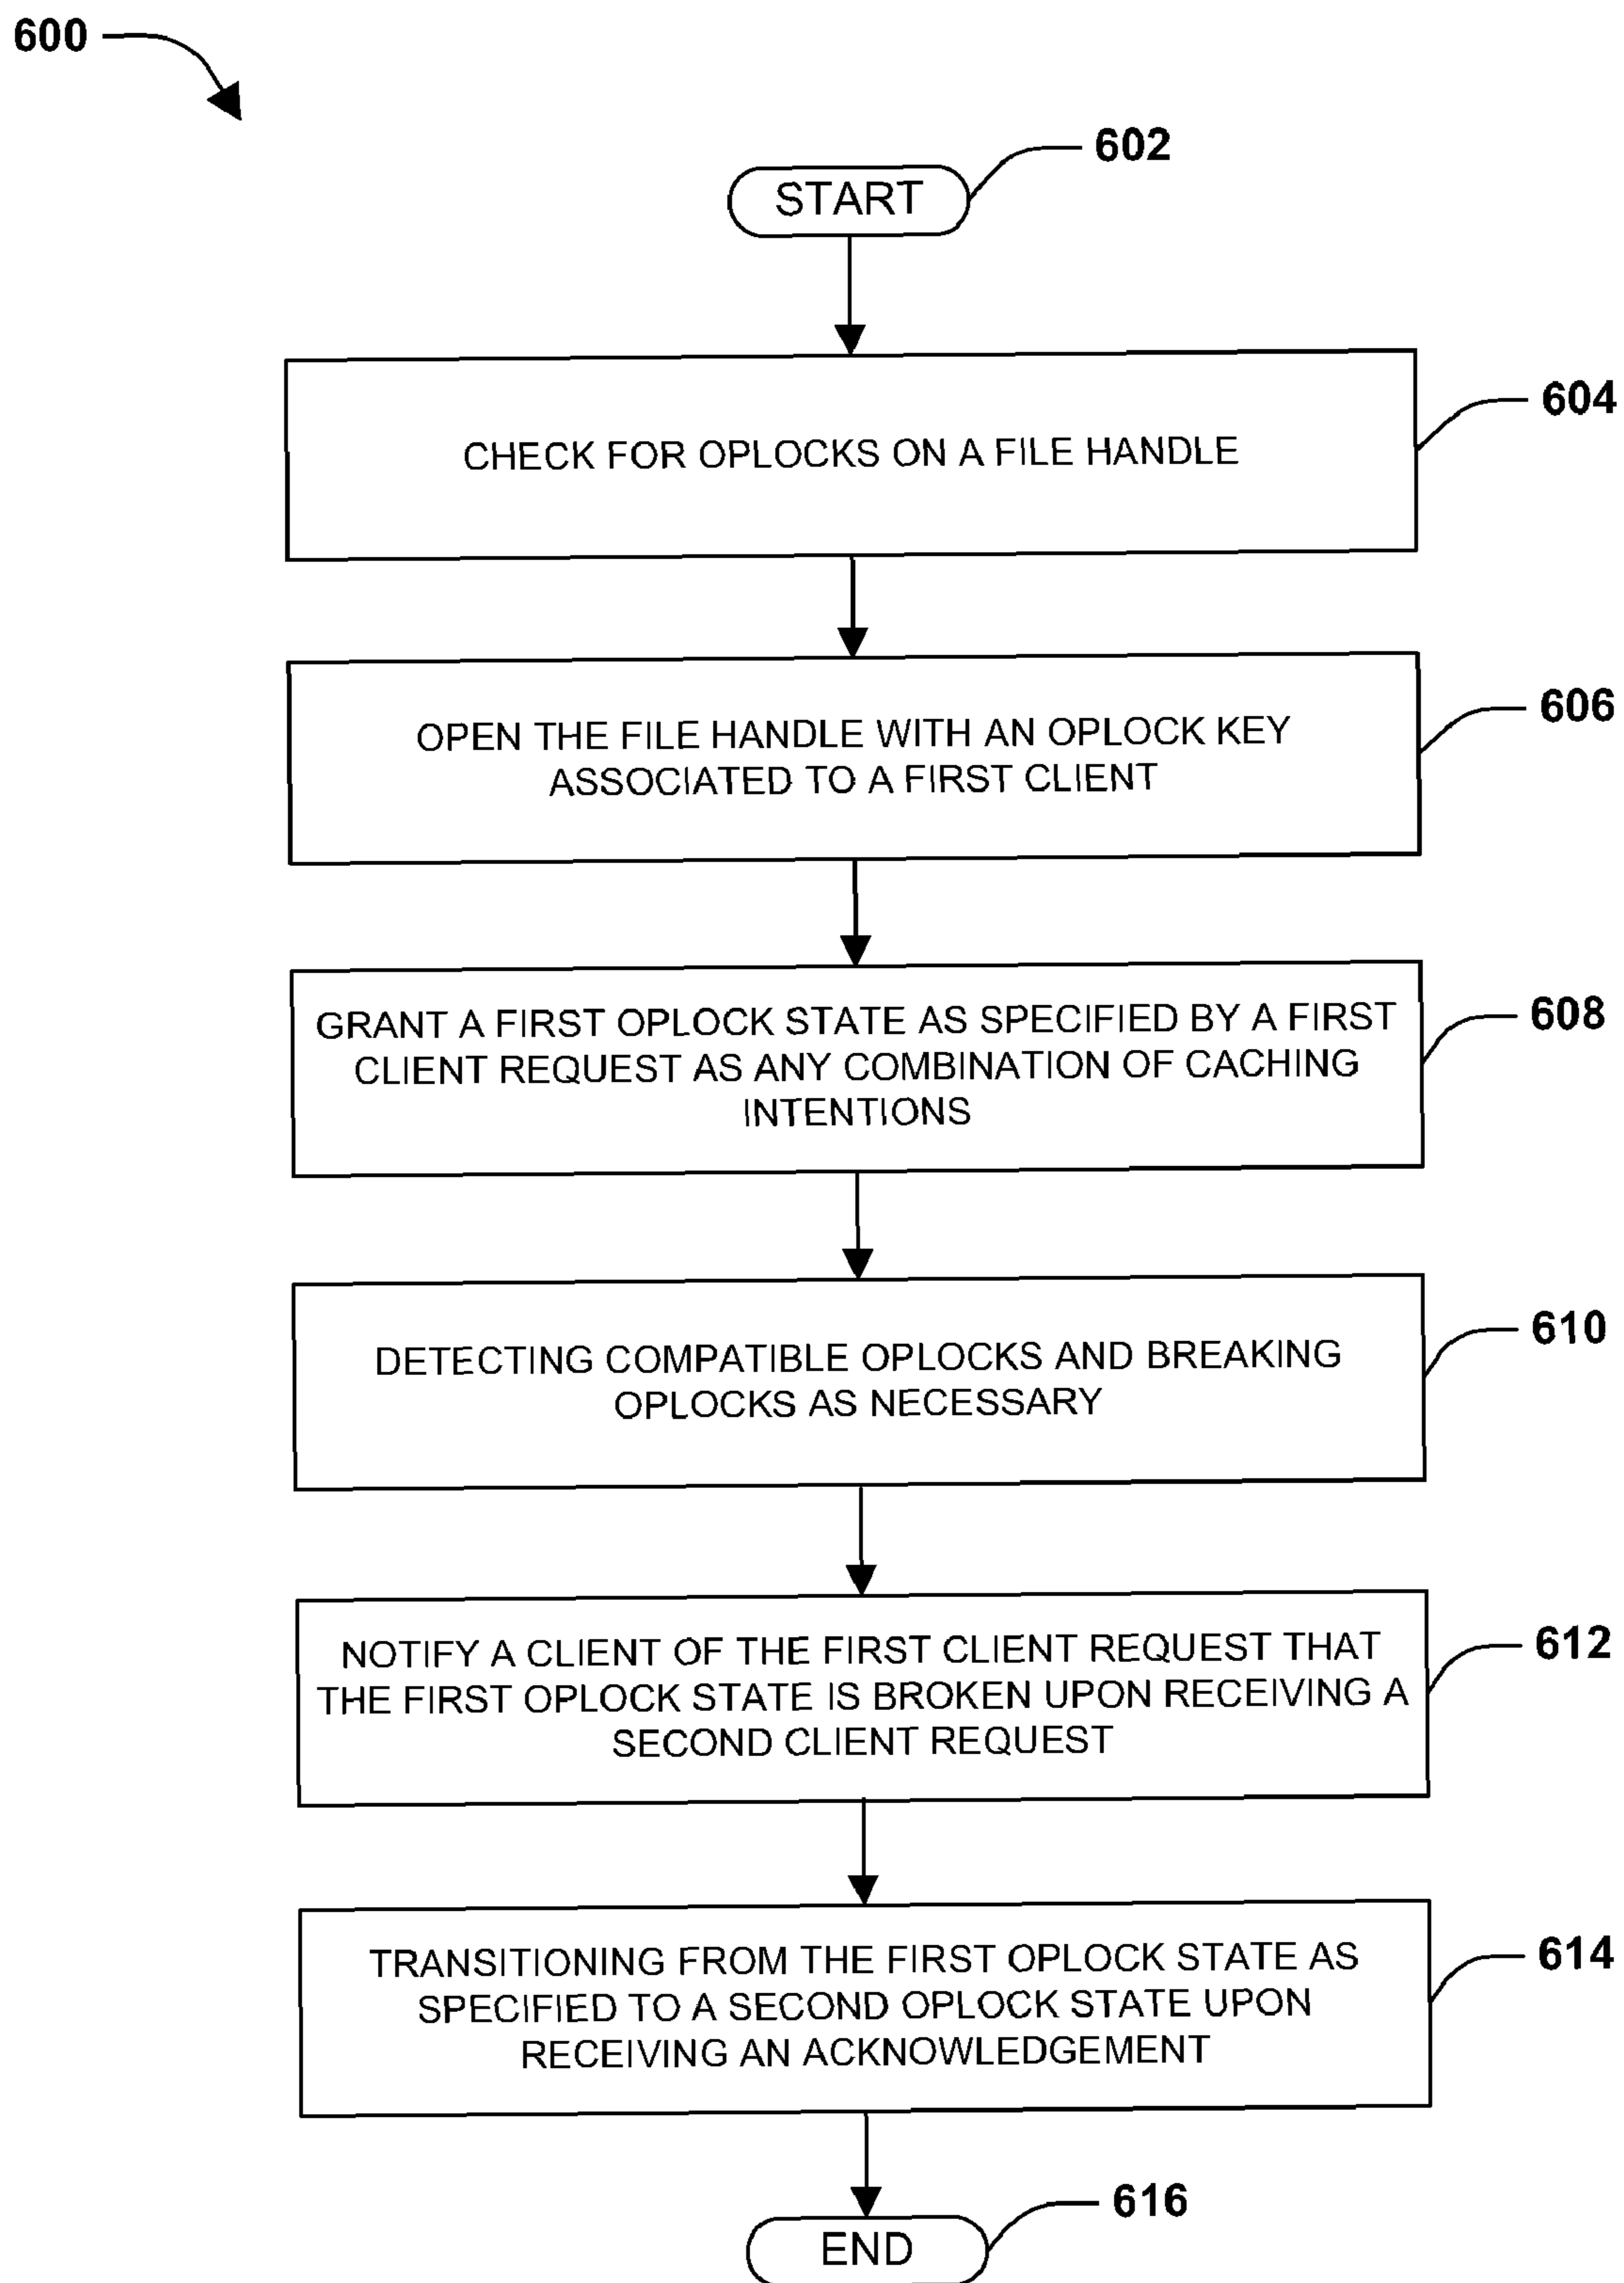 600
602
START
604
CHECK FOR OPLOCKS ON A FILE HANDLE
606
OPEN THE FILE HANDLE WITH AN OPLOCK KEY
ASSOCIATED TO A FIRST CLIENT
608
GRANT A FIRST OPLOCK STATE AS SPECIFIED BY A FIRST
CLIENT REQUEST AS ANY COMBINATION OF CACHING
INTENTIONS
610
DETECTING COMPATIBLE OPLOCKS AND BREAKING
OPLOCKS AS NECESSARY
612
NOTIFY A CLIENT OF THE FIRST CLIENT REQUEST THAT
THE FIRST OPLOCK STATE IS BROKEN UPON RECEIVING A
SECOND CLIENT REQUEST
614
TRANSITIONING FROM THE FIRST OPLOCK STATE AS
SPECIFIED TO A SECOND OPLOCK STATE UPON
RECEIVING AN ACKNOWLEDGEMENT
616
END